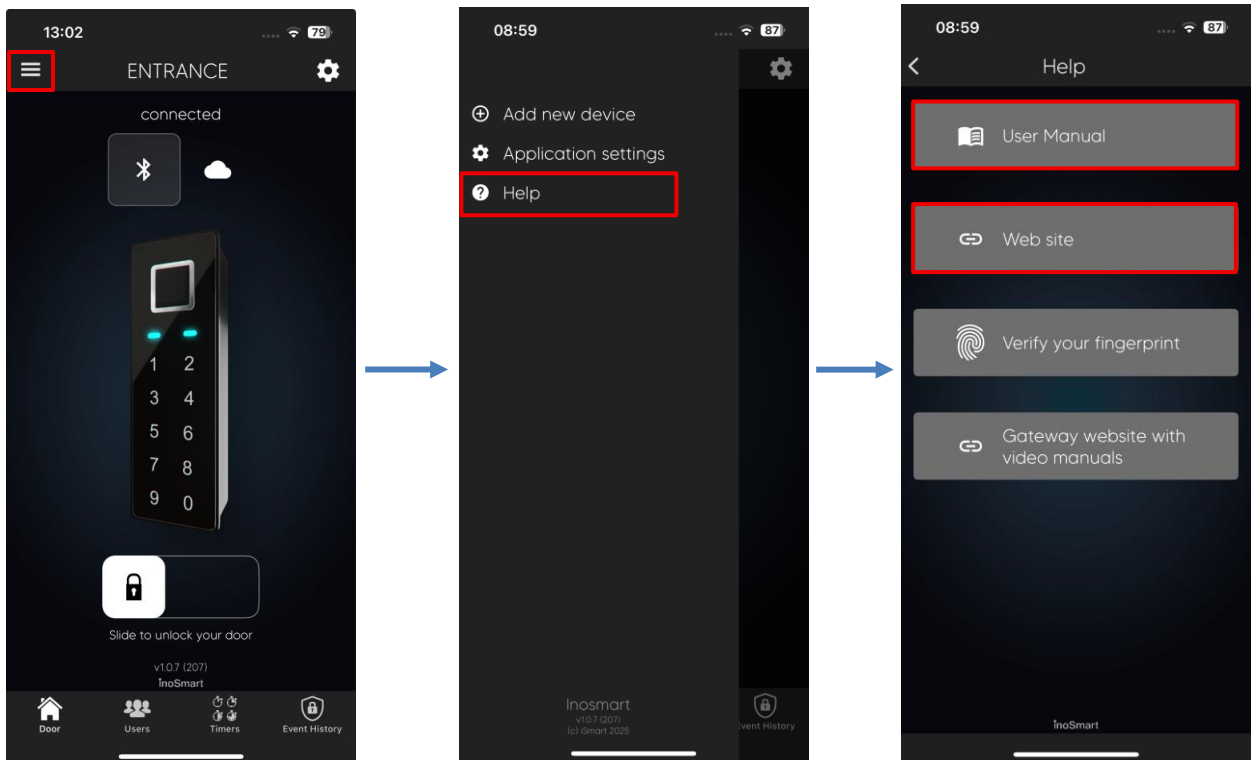 13:02
79
ENTRANCE
connected
1 2
3 4
5 6
7 8
9 0
Slide to unlock your door
v1.0.7 (207)
inoSmart
Door
Users
Timers
Event History
08:59
87
Add new device
Application settings
? Help
Inosmart
v1.0.7 (207)
(c) iSmart 2025
Event History
08:59
87
Help
User Manual
Web site
Verify your fingerprint
Gateway website with
video manuals
inoSmart